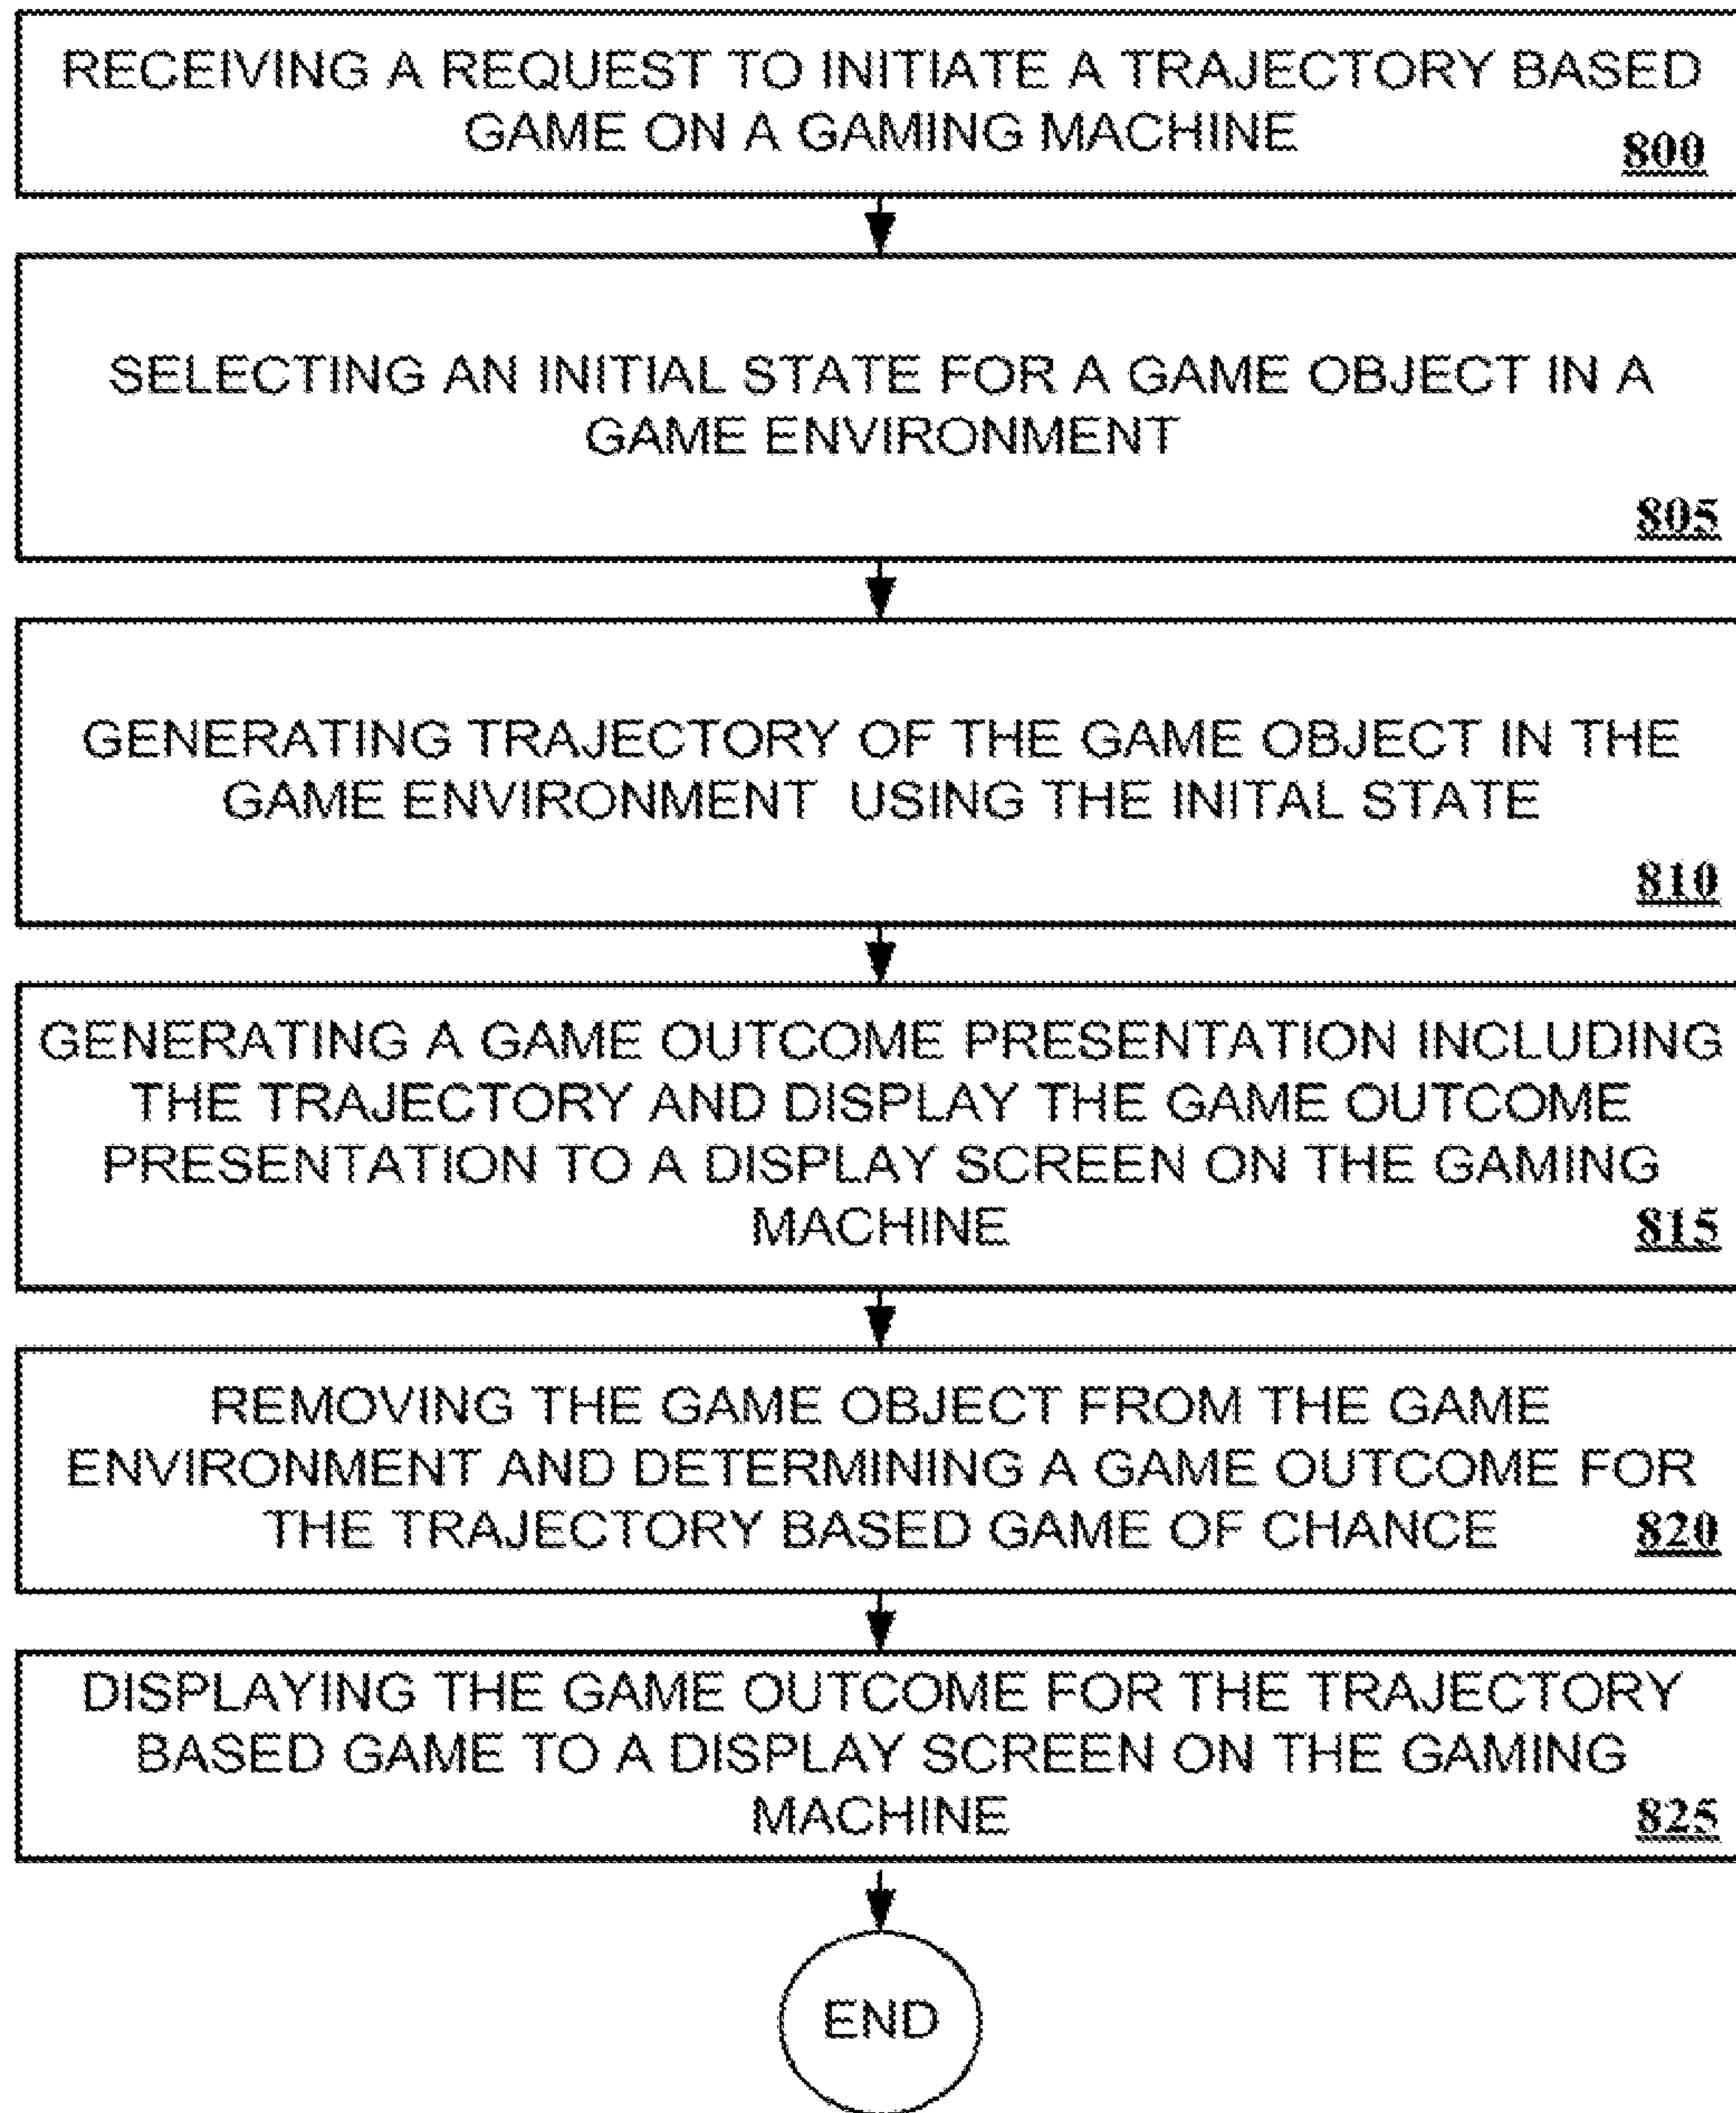 RECEIVING A REQUEST TO INITIATE A TRAJECTORY BASED
GAME ON A GAMING MACHINE
800
SELECTING AN INITIAL STATE FOR A GAME OBJECT IN A
GAME ENVIRONMENT
805
GENERATING TRAJECTORY OF THE GAME OBJECT IN THE
GAME ENVIRONMENT USING THE INITAL STATE
810
GENERATING A GAME OUTCOME PRESENTATION INCLUDING
THE TRAJECTORY AND DISPLAY THE GAME OUTCOME
PRESENTATION TO A DISPLAY SCREEN ON THE GAMING
MACHINE
815
REMOVING THE GAME OBJECT FROM THE GAME
ENVIRONMENT AND DETERMINING A GAME OUTCOME FOR
THE TRAJECTORY BASED GAME OF CHANCE
820
DISPLAYING THE GAME OUTCOME FOR THE TRAJECTORY
BASED GAME TO A DISPLAY SCREEN ON THE GAMING
MACHINE
825
END